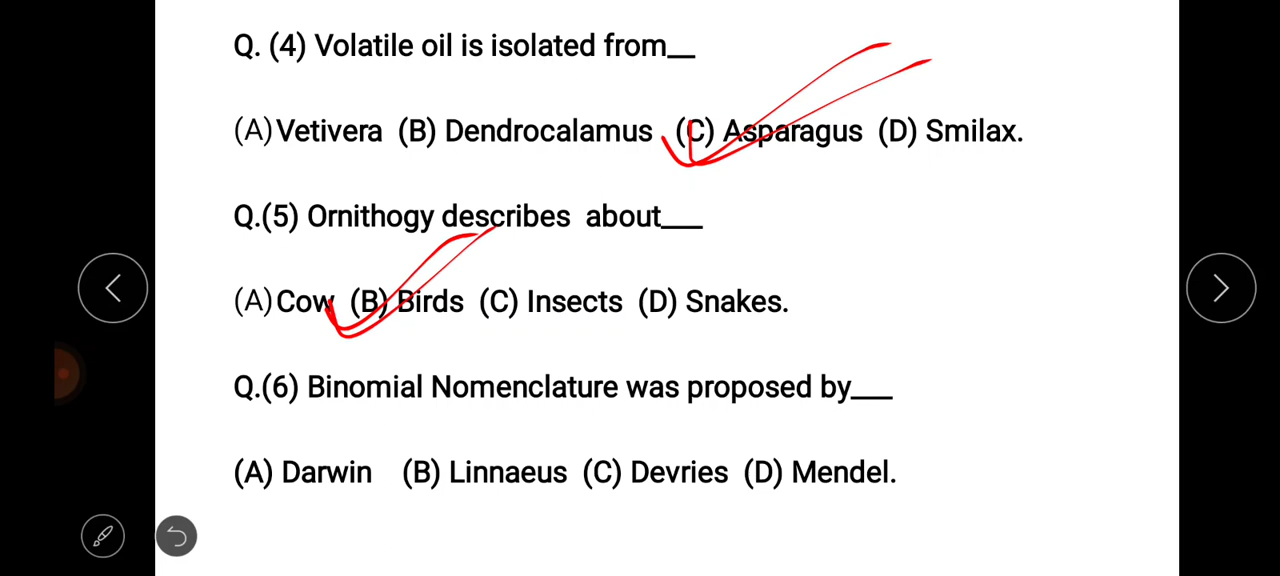 Q. (4) Volatile oil is isolated from__
(A) Vetivera (B) Dendrocalamus (C) Asparagus (D) Smilax.
Q.(5) Ornithogy describes about___
(A) Cow (B) Birds (C) Insects (D) Snakes.
Q.(6) Binomial Nomenclature was proposed by___
(A) Darwin (B) Linnaeus (C) Devries (D) Mendel.